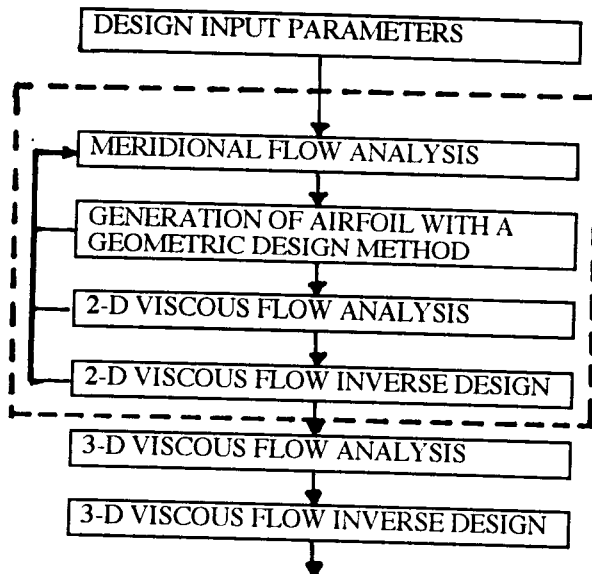 DESIGN INPUT PARAMETERS
MERIDIONAL FLOW ANALYSIS
GENERATION OF AIRFOIL WITH A
GEOMETRIC DESIGN METHOD
2-D VISCOUS FLOW ANALYSIS
2-D VISCOUS FLOW INVERSE DESIGN
3-D VISCOUS FLOW ANALYSIS
3-D VISCOUS FLOW INVERSE DESIGN